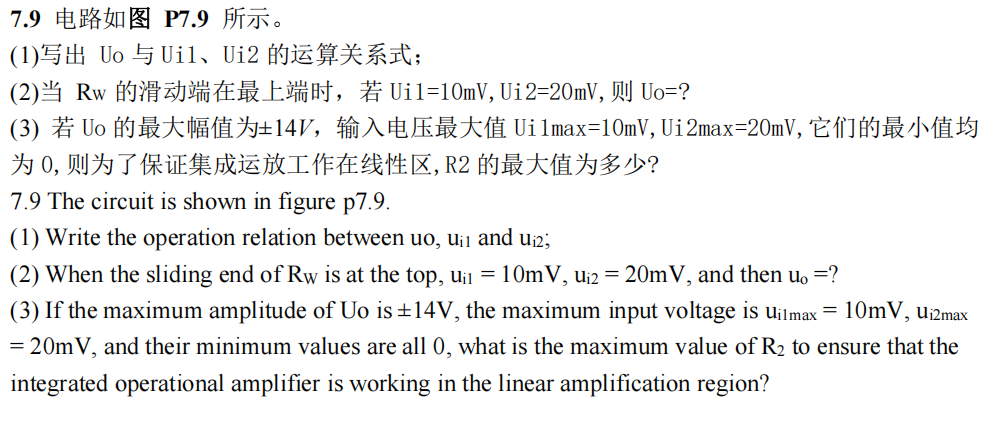 7.9 电路如图 P7.9 所示。
(1)写出 Uo 与 Ui1、Ui2 的运算关系式；
(2)当 RW 的滑动端在最上端时，若 Ui1=10mV,Ui2=20mV,则 Uo=?
(3) 若 Uo 的最大幅值为±14V，输入电压最大值 Ui1max=10mV,Ui2max=20mV,它们的最小值均
为 0,则为了保证集成运放工作在线性区,R2 的最大值为多少?
7.9 The circuit is shown in figure p7.9.
(1) Write the operation relation between uo, ui1 and ui2;
(2) When the sliding end of RW is at the top, ui1 = 10mV, ui2 = 20mV, and then uo =?
(3) If the maximum amplitude of Uo is ±14V, the maximum input voltage is ui1max = 10mV, ui2max
= 20mV, and their minimum values are all 0, what is the maximum value of R2 to ensure that the
integrated operational amplifier is working in the linear amplification region?